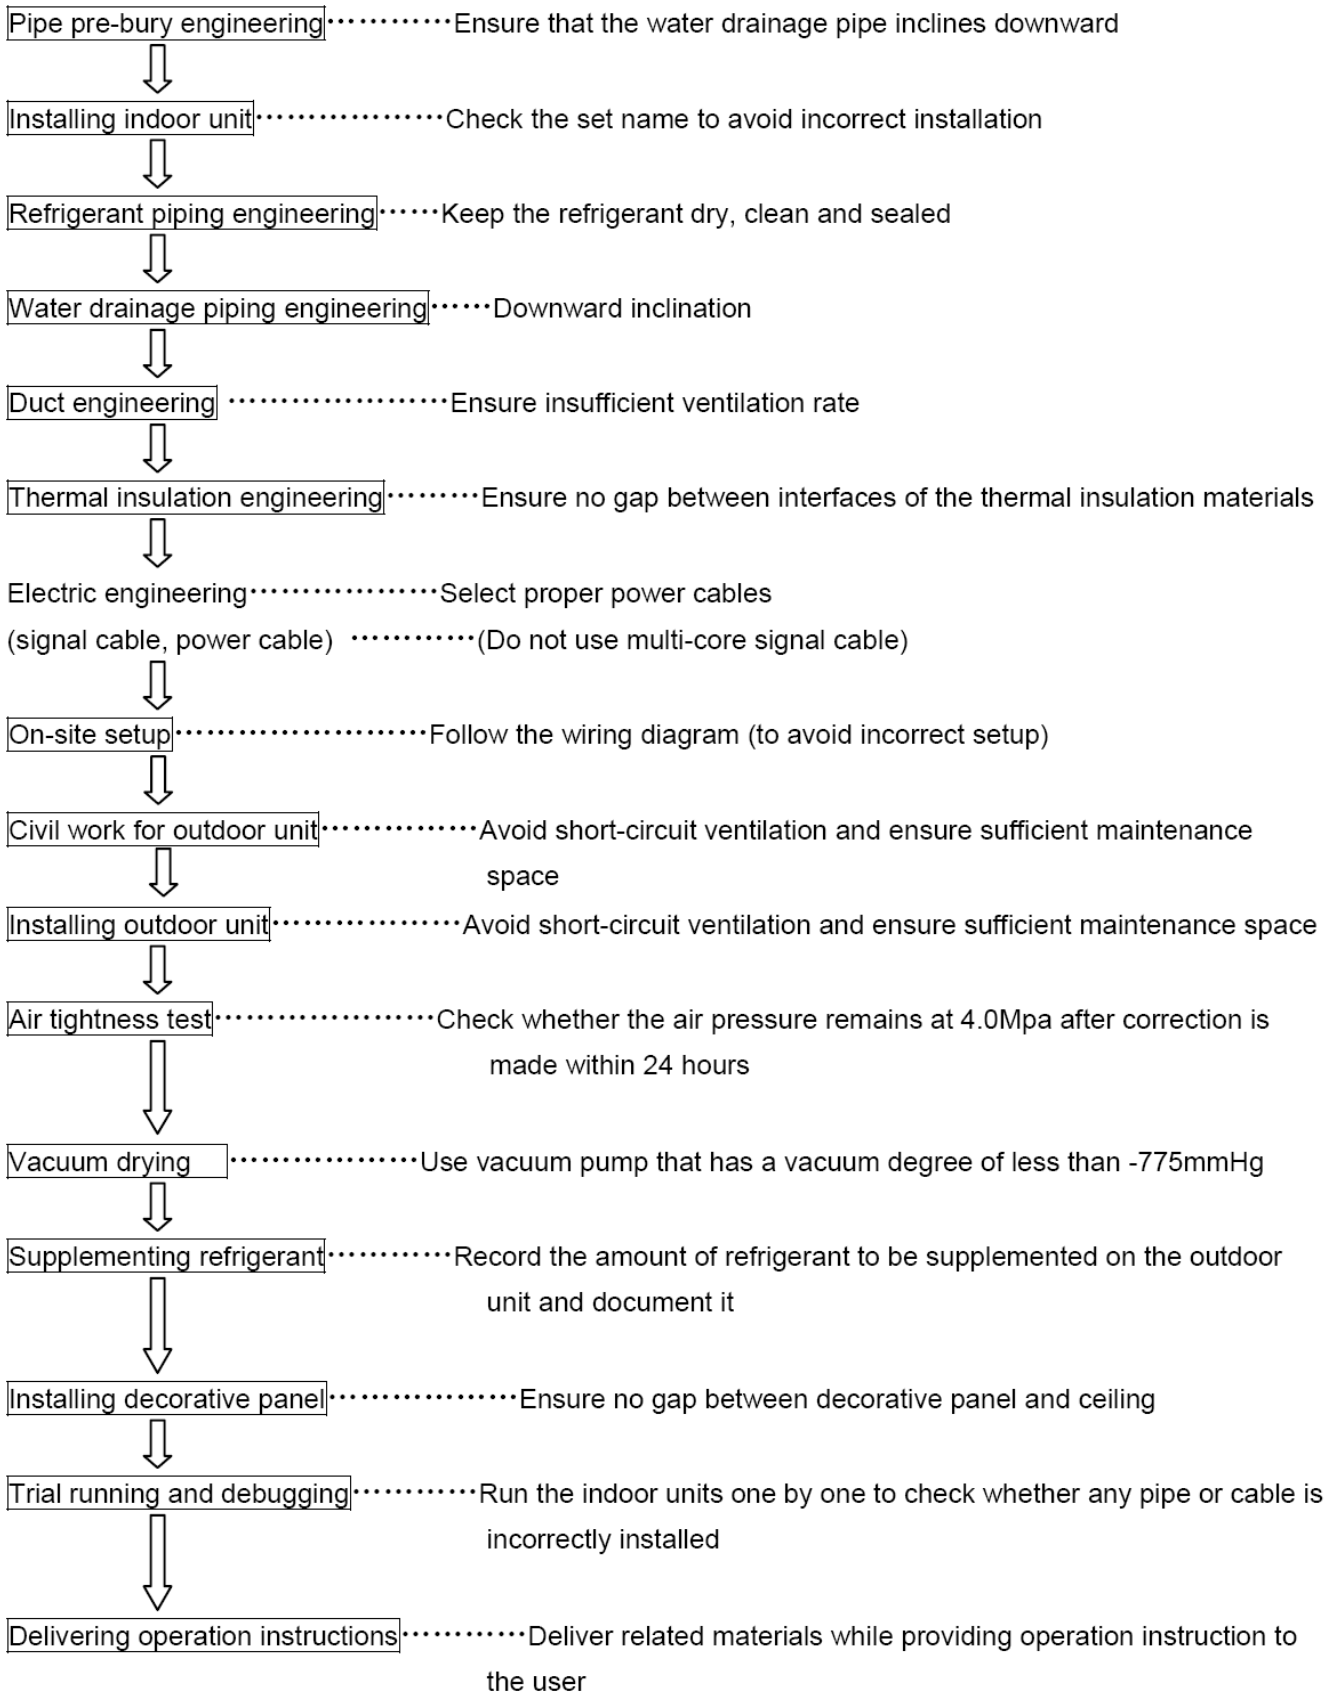 Pipe pre-bury engineering············Ensure that the water drainage pipe inclines downward
Installing indoor unit··················Check the set name to avoid incorrect installation
Refrigerant piping engineering······Keep the refrigerant dry, clean and sealed
Water drainage piping engineering······Downward inclination
Duct engineering ·····················Ensure insufficient ventilation rate
Thermal insulation engineering·········Ensure no gap between interfaces of the thermal insulation materials
Electric engineering··················Select proper power cables
(signal cable, power cable) ············(Do not use multi-core signal cable)
On-site setup························Follow the wiring diagram (to avoid incorrect setup)
Civil work for outdoor unit···············Avoid short-circuit ventilation and ensure sufficient maintenance
space
Installing outdoor unit··················Avoid short-circuit ventilation and ensure sufficient maintenance space
Air tightness test·····················Check whether the air pressure remains at 4.0Mpa after correction is
made within 24 hours
Vacuum drying ··················Use vacuum pump that has a vacuum degree of less than -775mmHg
Supplementing refrigerant············Record the amount of refrigerant to be supplemented on the outdoor
unit and document it
Installing decorative panel··················Ensure no gap between decorative panel and ceiling
Trial running and debugging············Run the indoor units one by one to check whether any pipe or cable is
incorrectly installed
Delivering operation instructions············Deliver related materials while providing operation instruction to
the user